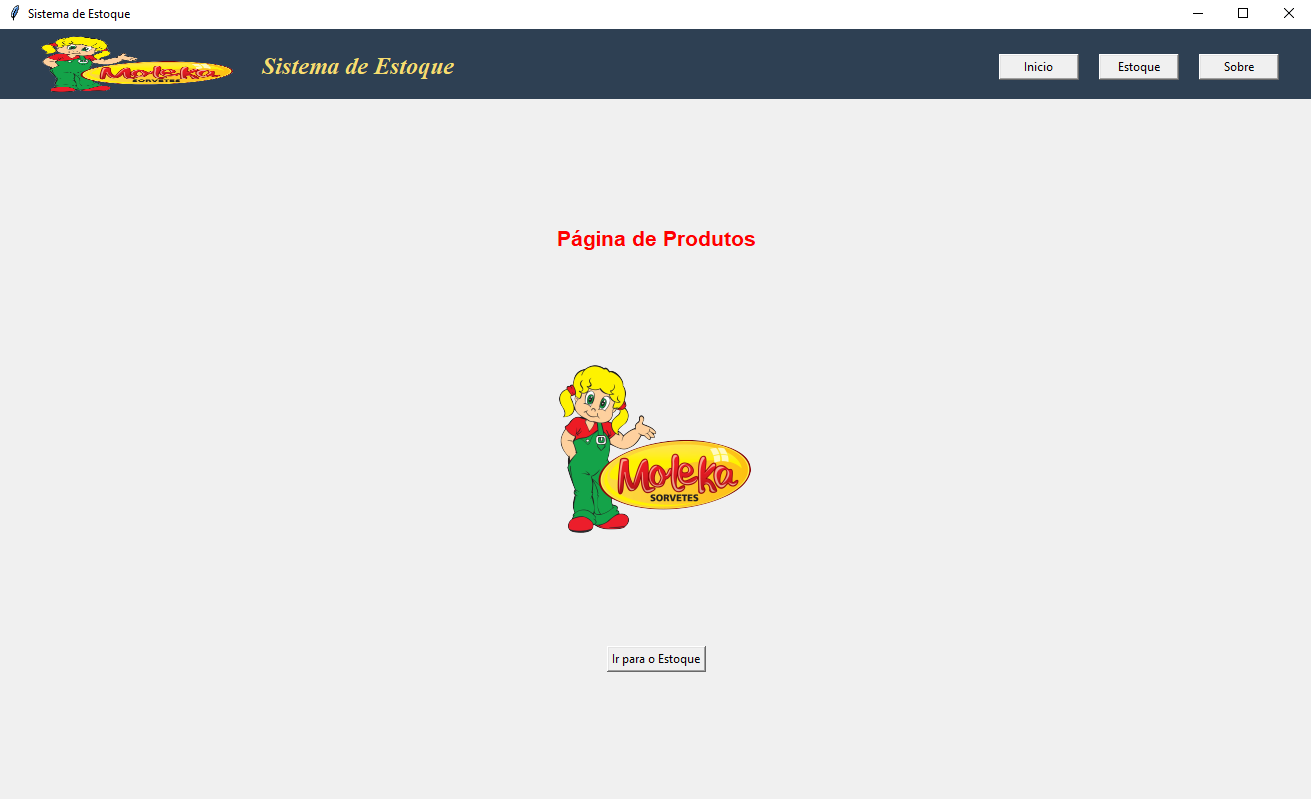 Sistema de Estoque
Moleka
SORVETES
Sistema de Estoque
Inicio
Estoque
Sobre
Página de Produtos
Moleka
SORVETES
Ir para o Estoque